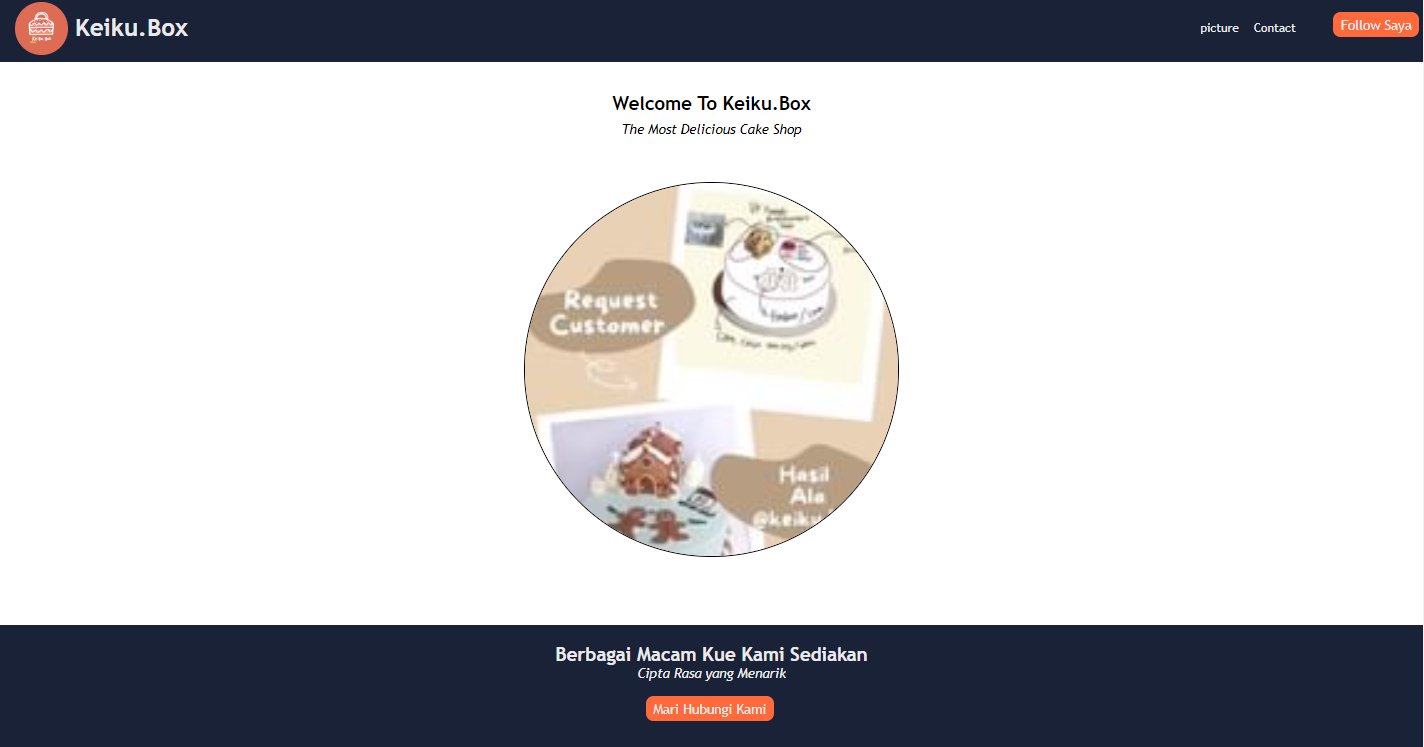 Keiku.Box
picture
Contact
Follow Saya
Welcome To Keiku.Box
The Most Delicious Cake Shop
Request
Customer
Hasil
Ala
@keiku
Berbagai Macam Kue Kami Sediakan
Cipta Rasa yang Menarik
Mari Hubungi Kami